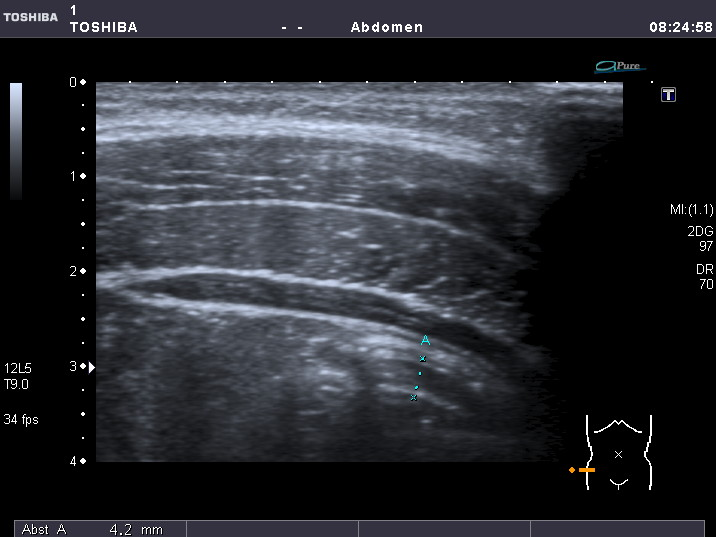 TOSHIBA
1
TOSHIBA - - Abdomen 08:24:58
Pure
T
0
1
2
3
4
MI:(1.1)
2DG
97
DR
70
A
12L5
T9.0
34 fps
Abst A 4.2 mm